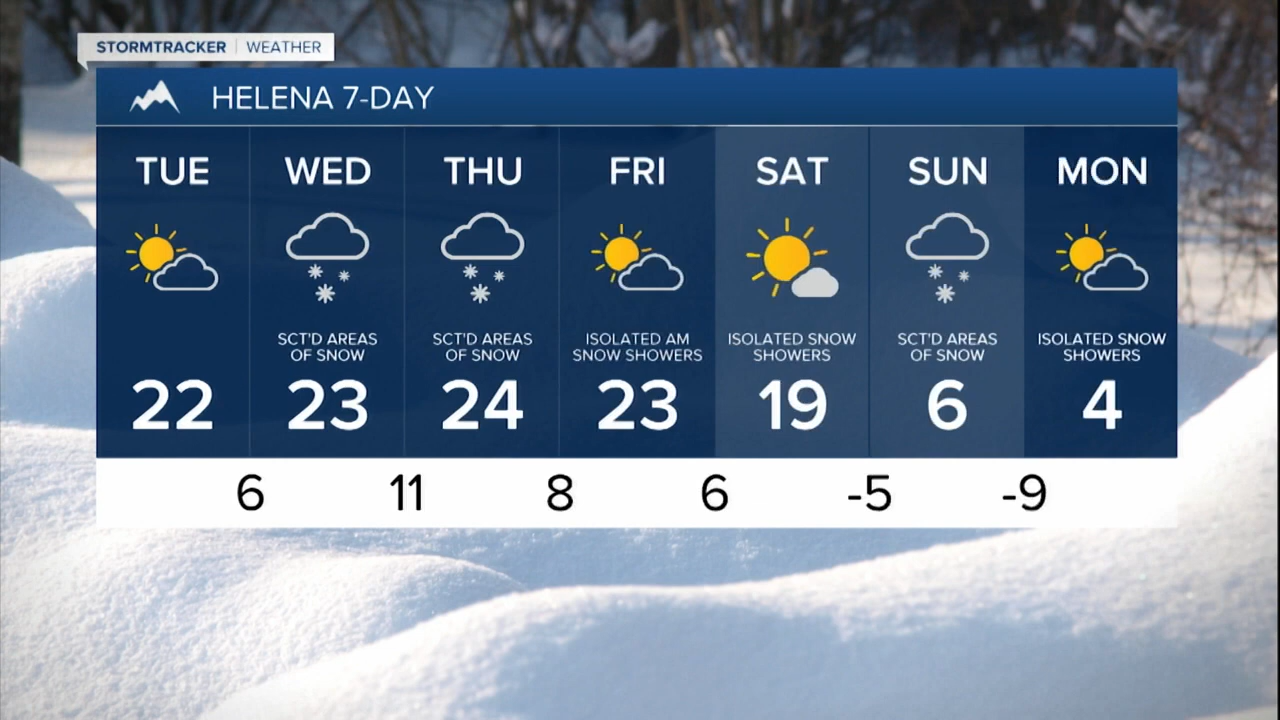 STORMTRACKER | WEATHER
HELENA 7-DAY
TUE WED THU FRI SAT SUN MON
SCT'D AREAS OF SNOW
SCT'D AREAS OF SNOW
ISOLATED AM SNOW SHOWERS
ISOLATED SNOW SHOWERS
SCT'D AREAS OF SNOW
ISOLATED SNOW SHOWERS
22 23 24 23 19 6 4
6 11 8 6 -5 -9